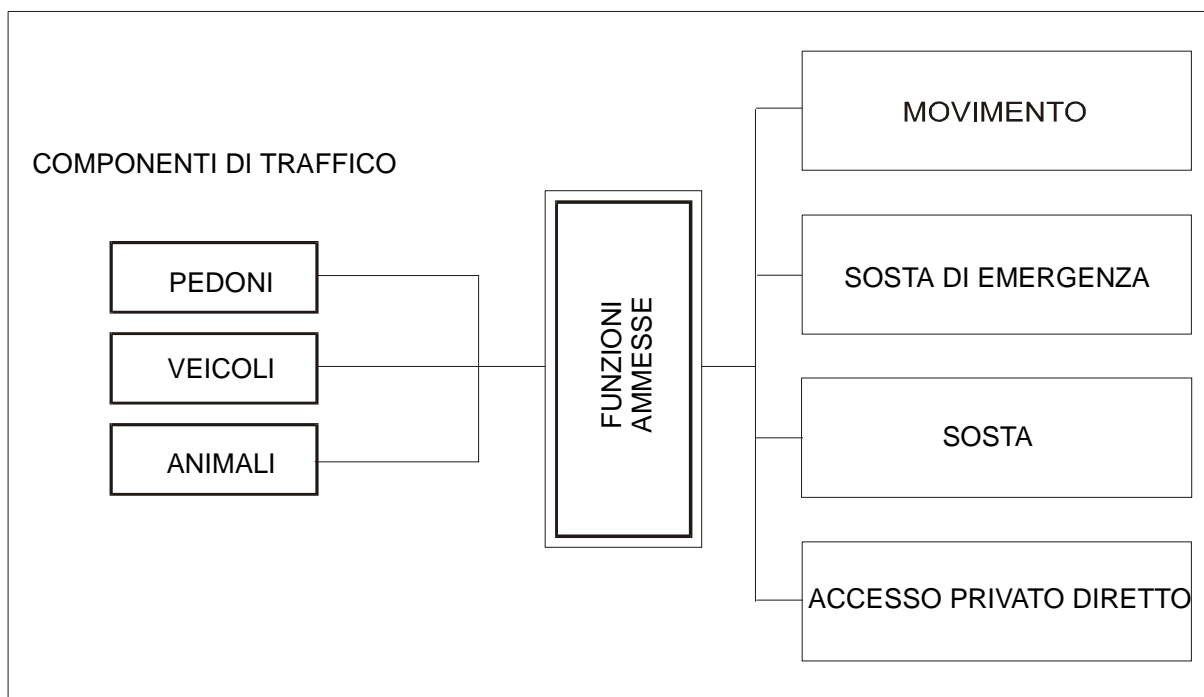 COMPONENTI DI TRAFFICO
PEDONI
VEICOLI
ANIMALI
FUNZIONI
AMMESSE
MOVIMENTO
SOSTA DI EMERGENZA
SOSTA
ACCESSO PRIVATO DIRETTO